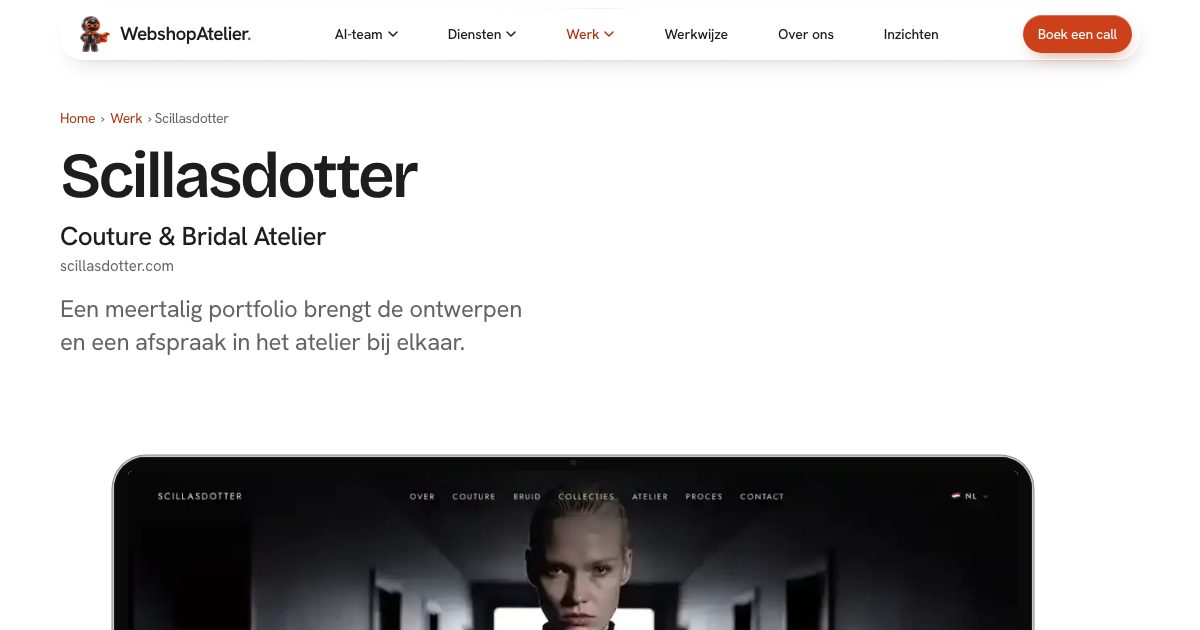 WebshopAtelier.
AI-team
Diensten
Werk
Werkwijze
Over ons
Inzichten
Boek een call
Home › Werk › Scillasdotter
Scillasdotter
Couture & Bridal Atelier
scillasdotter.com
Een meertalig portfolio brengt de ontwerpen
en een afspraak in het atelier bij elkaar.
SCILLASDOTTER
OVER
COUTURE
BRUID
COLLECTIES
ATELIER
PROCES
CONTACT
NL